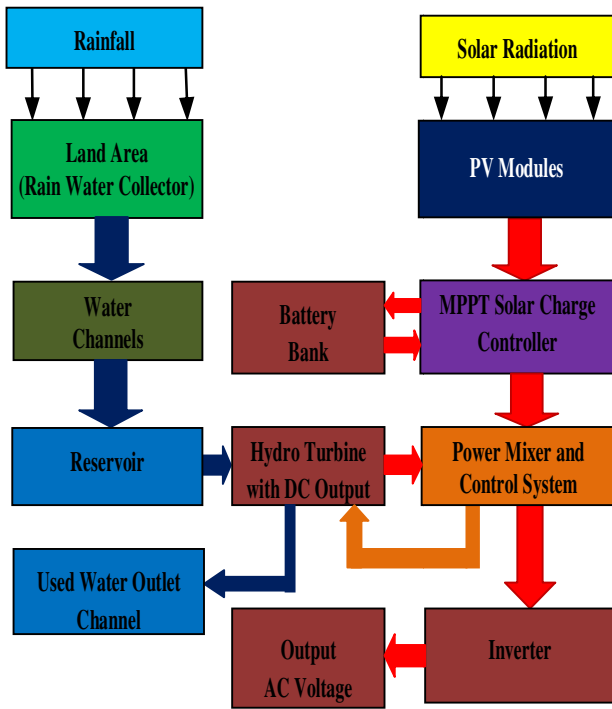 Rainfall
Solar Radiation
Land Area
(Rain Water Collector)
PV Modules
Water
Channels
Battery
Bank
MPPT Solar Charge
Controller
Reservoir
Hydro Turbine
with DC Output
Power Mixer and
Control System
Used Water Outlet
Channel
Output
AC Voltage
Inverter